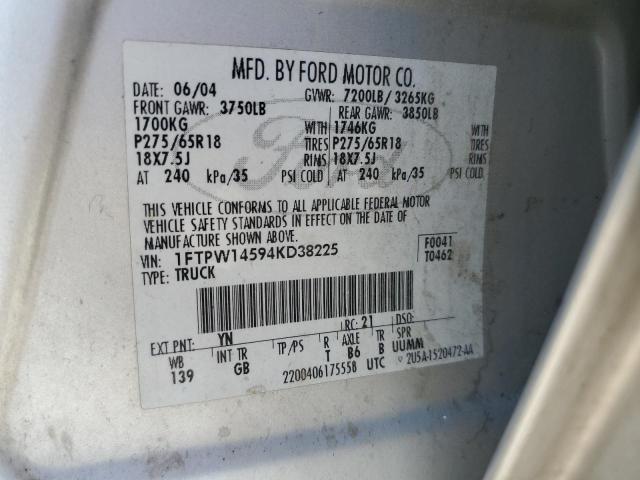 MFD. BY FORD MOTOR CO.
DATE: 06/04 GVWR: 7200LB/ 3265KG
FRONT GAWR: 3750LB REAR GAWR: 3850LB
1700KG WITH 1746KG WITH
P275/65R18 TIRES P275/65R18 TIRES
18X7.5J RIMS 18X7.5J RIMS
AT 240 kPa/35 PSI COLD AT 240 kPa/35 PSI COLD
Ford
THIS VEHICLE CONFORMS TO ALL APPLICABLE FEDERAL MOTOR
VEHICLE SAFETY STANDARDS IN EFFECT ON THE DATE OF
MANUFACTURE SHOWN ABOVE.
VIN: 1FTPW14594KD38225 F0041
TYPE: TRUCK T0462
EXT PNT: YN RC: 21 DSO:
WB INT TR TP/PS R AXLE TR SPR
139 GB T B6 B UUMM
2200406175558 UTC 2U5A-1520472-AA